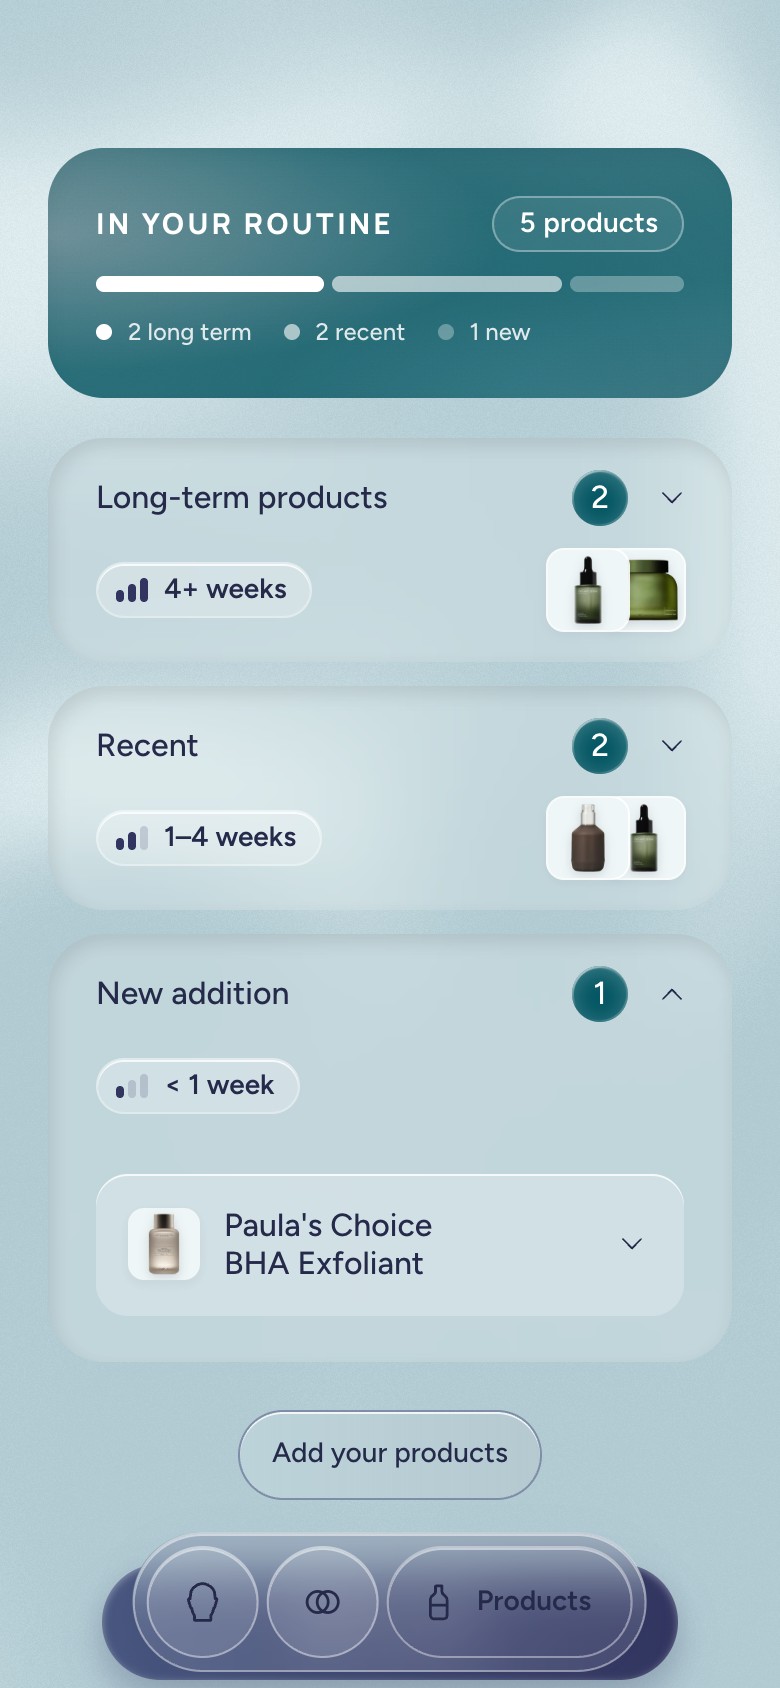 IN YOUR ROUTINE
5 products
2 long term
2 recent
1 new
Long-term products
2
4+ weeks
Recent
2
1–4 weeks
New addition
1
< 1 week
Paula's Choice
BHA Exfoliant
Add your products
Products